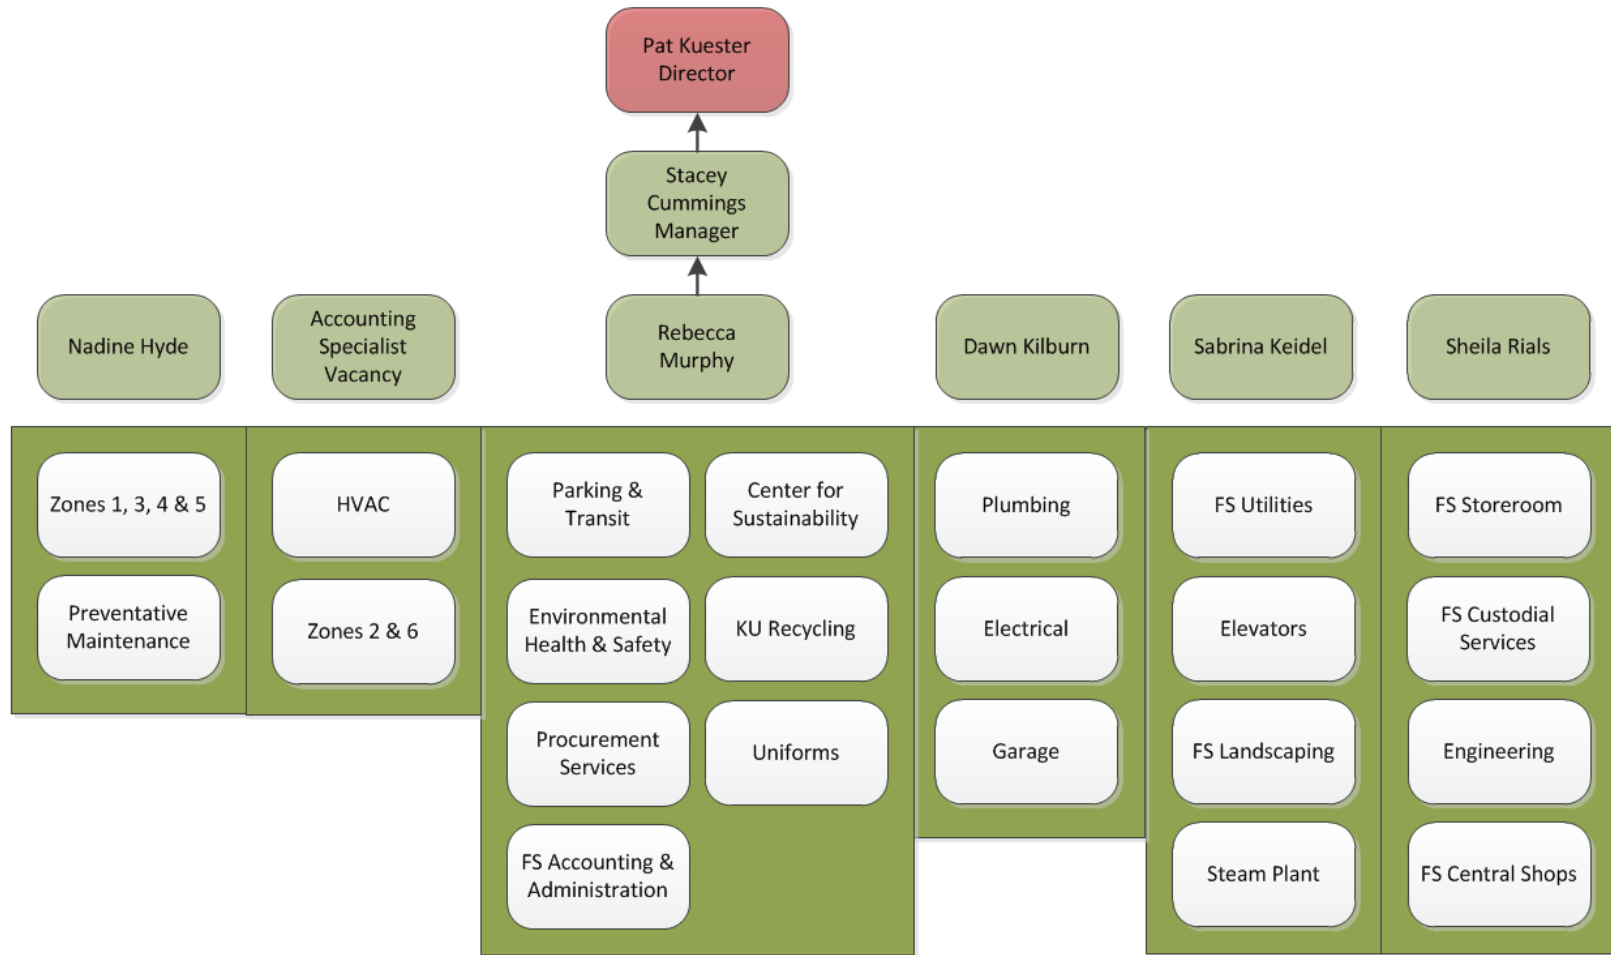 Pat Kuester
Director
Stacey
Cummings
Manager
Nadine Hyde
Accounting
Specialist
Vacancy
Rebecca
Murphy
Dawn Kilburn
Sabrina Keidel
Sheila Rials
Zones 1, 3, 4 & 5
Preventative
Maintenance
HVAC
Zones 2 & 6
Parking &
Transit
Center for
Sustainability
Environmental
Health & Safety
KU Recycling
Procurement
Services
Uniforms
FS Accounting &
Administration
Plumbing
Electrical
Garage
FS Utilities
Elevators
FS Landscaping
Steam Plant
FS Storeroom
FS Custodial
Services
Engineering
FS Central Shops